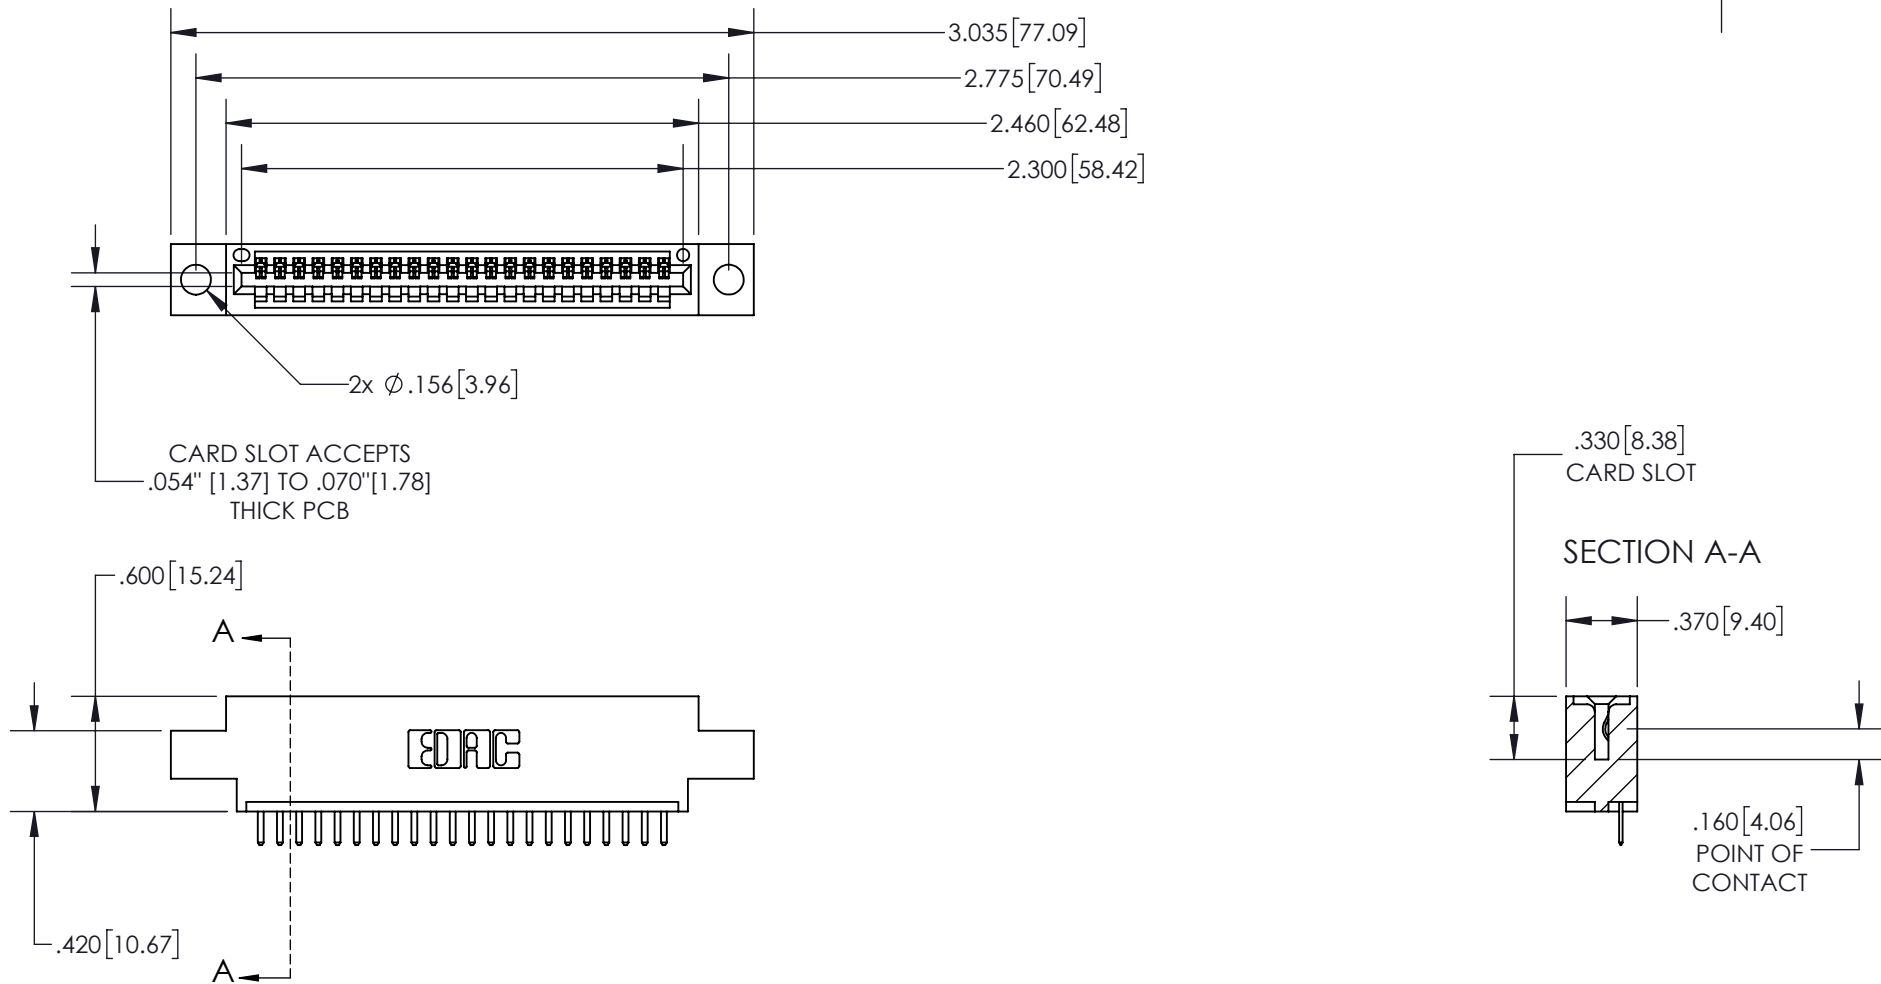 3.035[77.09]
2.775[70.49]
2.460[62.48]
2.300[58.42]
2x ∅.156[3.96]
CARD SLOT ACCEPTS
.054" [1.37] TO .070"[1.78]
THICK PCB
.330[8.38]
CARD SLOT
SECTION A-A
.600[15.24]
.370[9.40]
A
EDAC
.160[4.06]
POINT OF
CONTACT
.420[10.67]
A